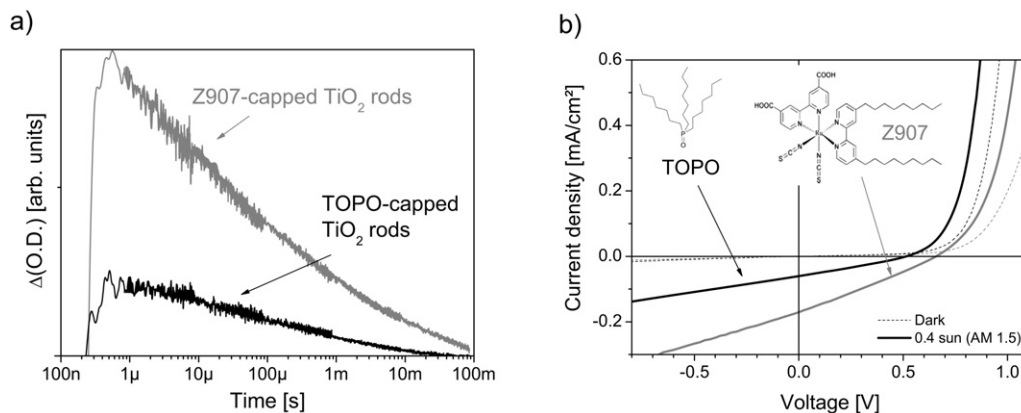 a)
Δ(O.D.) [arb. units]
Z907-capped TiO₂ rods
TOPO-capped
TiO₂ rods
100n 1µ 10µ 100µ 1m 10m 100m
Time [s]
b)
Current density [mA/cm²]
0.6
0.4
0.2
0.0
-0.2
COOH
HOOC
N
N
N
N
Ru
N
C
S
N
C
S
P
O
Z907
TOPO
Dark
0.4 sun (AM 1.5)
-0.5 0.0 0.5 1.0
Voltage [V]